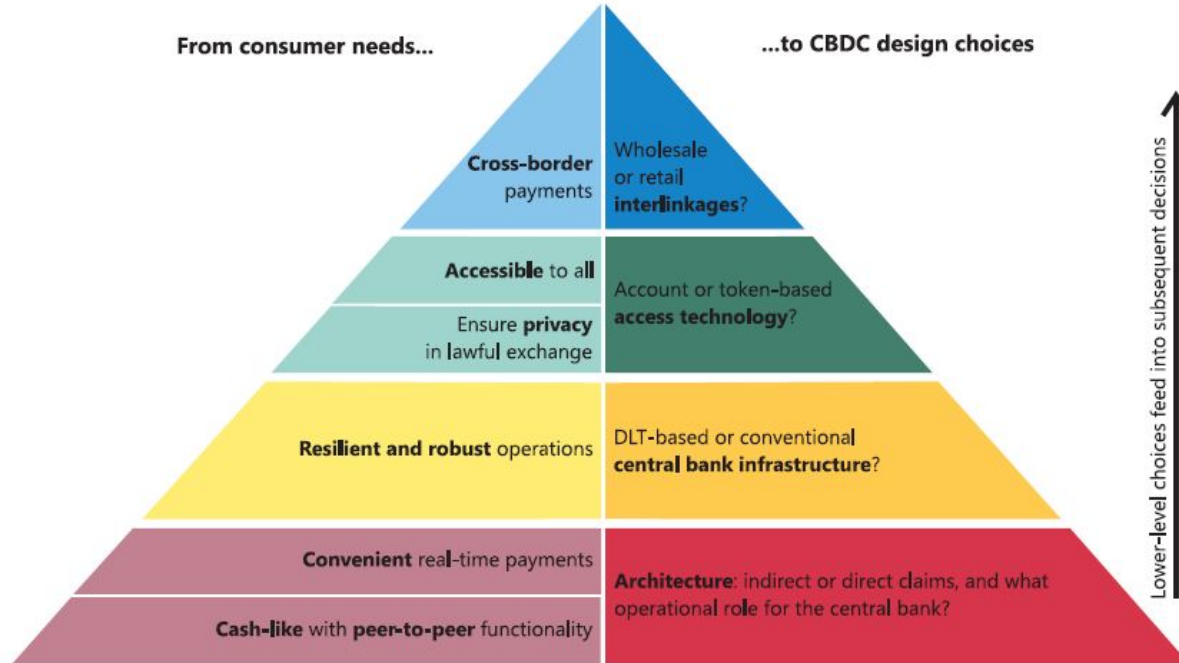 From consumer needs...
...to CBDC design choices
Cross-border
payments
Wholesale
or retail
interlinkages?
Accessible to all
Ensure privacy
in lawful exchange
Account or token-based
access technology?
Resilient and robust operations
DLT-based or conventional
central bank infrastructure?
Convenient real-time payments
Cash-like with peer-to-peer functionality
Architecture: indirect or direct claims, and what
operational role for the central bank?
Lower-level choices feed into subsequent decisions